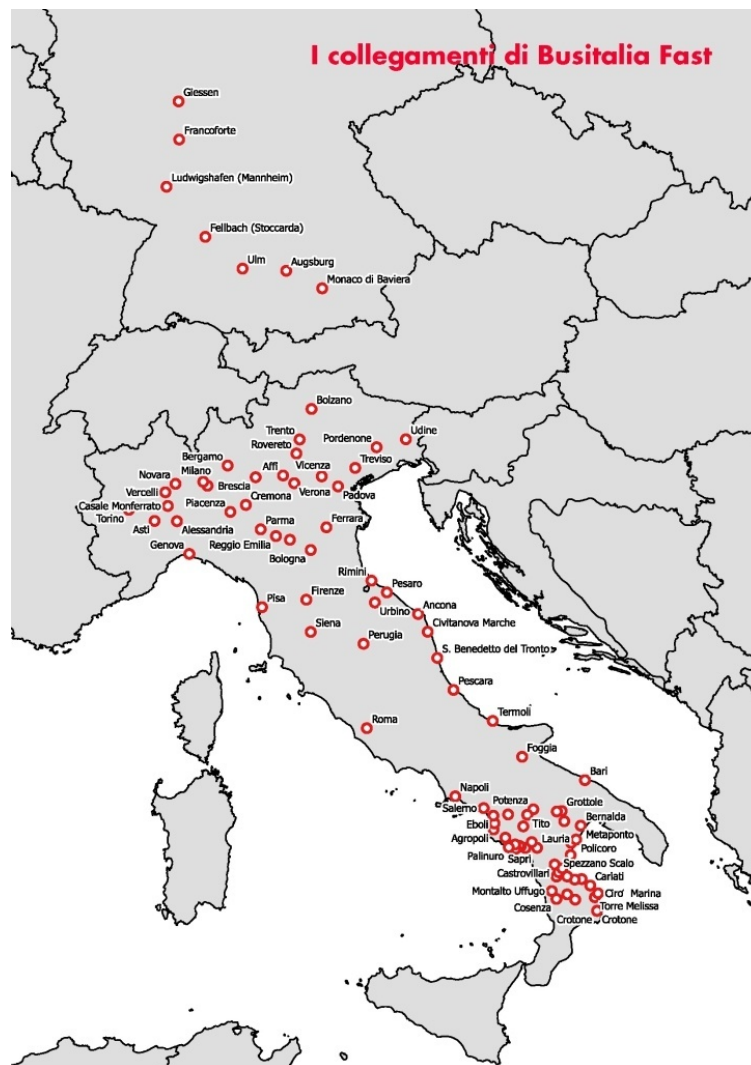 I collegamenti di Busitalia Fast
Giessen
Francoforte
Ludwigshafen (Mannheim)
Fellbach (Stoccarda)
Ulm
Augsburg
Monaco di Baviera
Bolzano
Trento
Udine
Rovereto
Pordenone
Bergamo
Affi
Vicenza
Treviso
Novara
Milano
Vercelli
Brescia
Verona
Padova
Casale Monferrato
Piacenza
Cremona
Torino
Asti
Alessandria
Parma
Ferrara
Genova
Reggio Emilia
Bologna
Rimini
Pesaro
Pisa
Firenze
Urbino
Ancona
Civitanova Marche
Siena
Perugia
S. Benedetto del Tronto
Pescara
Roma
Termoli
Foggia
Bari
Napoli
Salerno
Potenza
Grottole
Eboli
Tito
Bernalda
Agropoli
Lauria
Metaponto
Palinuro
Sapri
Policoro
Spezzano Scalo
Castrovillari
Cariati
Montalto Uffugo
Ciro' Marina
Cosenza
Torre Melissa
Crotone
Crotone